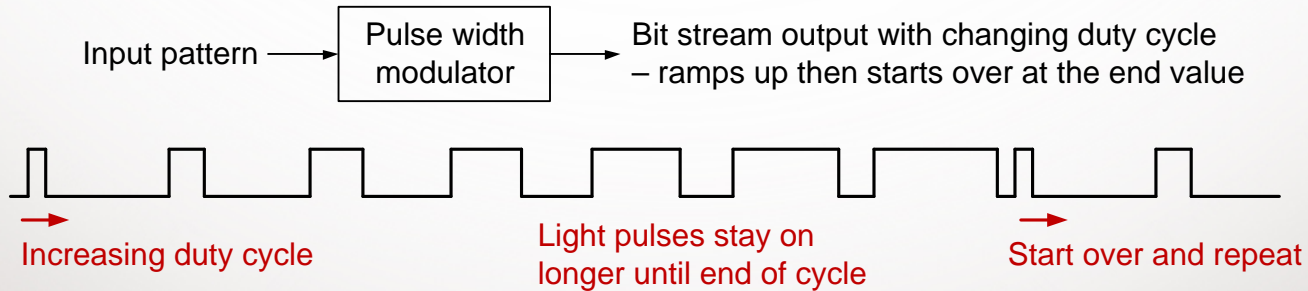 Input pattern
Pulse width
modulator
Bit stream output with changing duty cycle
– ramps up then starts over at the end value
Increasing duty cycle
Light pulses stay on
longer until end of cycle
Start over and repeat